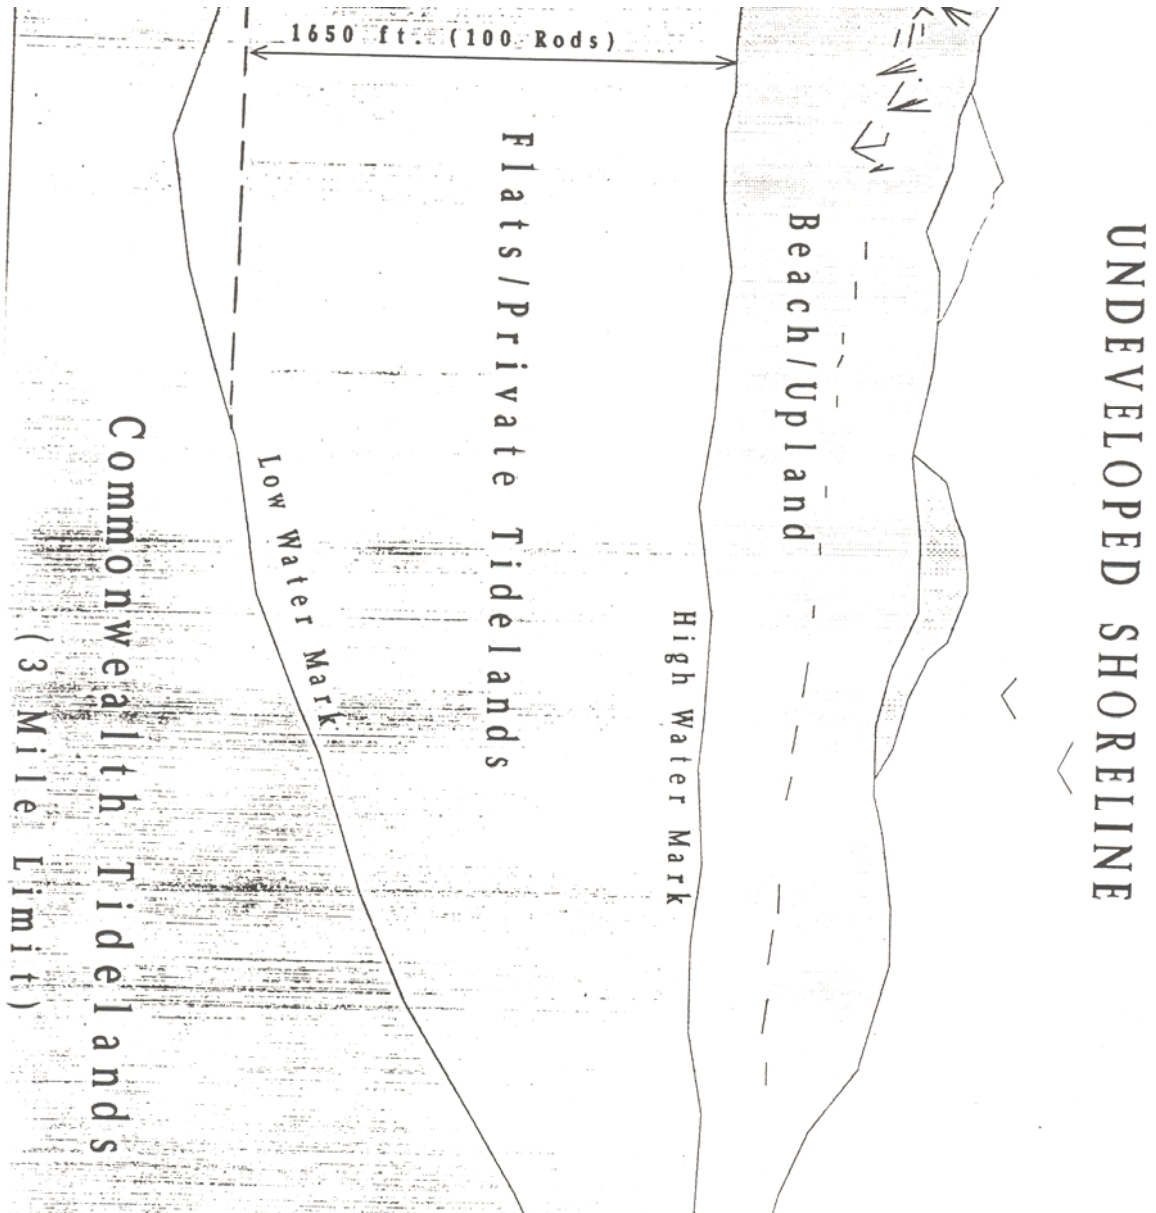 UNDEVELOPED SHORELINE
1650 ft. (100 Rods)
Beach/Upland
High Water Mark
Flats/Private Tidelands
Low Water Mark
Commonwealth Tidelands
(3 Mile Limit)